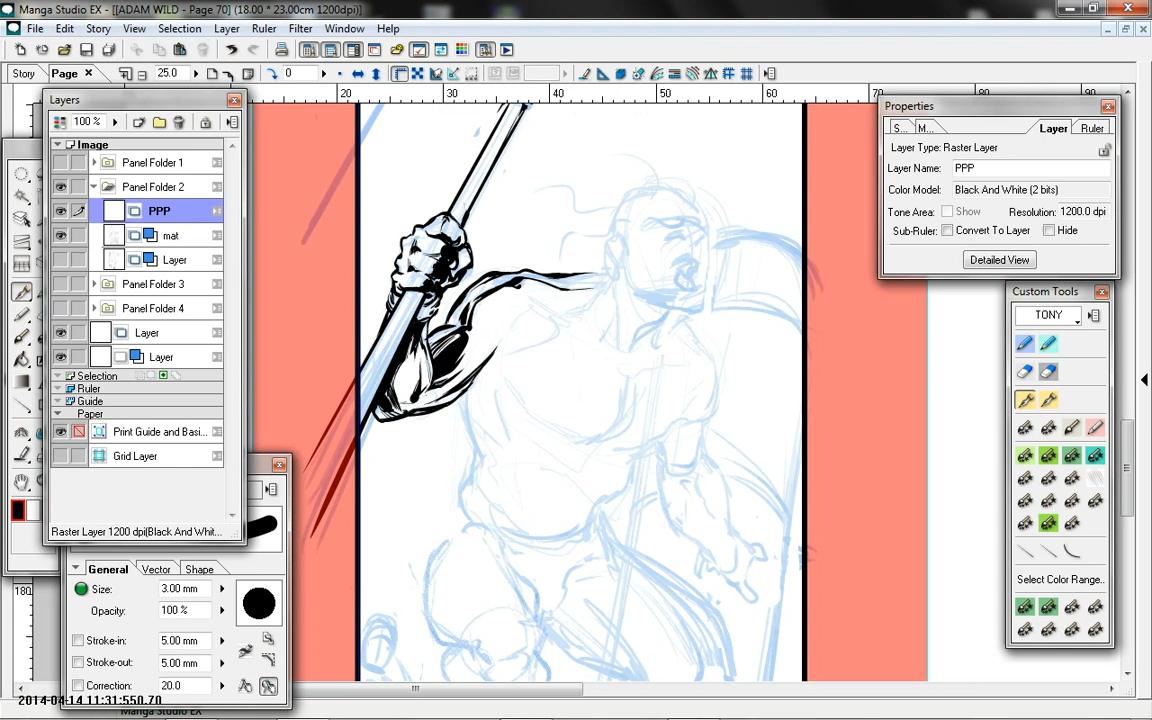 Manga Studio EX - [[ADAM WILD - Page 70] (18.00 * 23.00cm 1200dpi)]
File Edit Story View Selection Layer Ruler Filter Window Help
Story Page 25.0 0
30 40 50 60 70 80 90
Layers
100 %
Image
Panel Folder 1
Panel Folder 2
PPP
mat
Layer
Panel Folder 3
Panel Folder 4
Layer
Layer
Selection
Ruler
Guide
Paper
Print Guide and Basi...
Grid Layer
Raster Layer 1200 dpi(Black And Whit...
General Vector Shape
Size: 3.00 mm
Opacity: 100 %
Stroke-in: 5.00 mm
Stroke-out: 5.00 mm
Correction: 20.0
180
2014-04-14 11:31:550.70
Manga Studio EX
Properties
S... M... Layer Ruler
Layer Type: Raster Layer
Layer Name: PPP
Color Model: Black And White (2 bits)
Tone Area: Show Resolution: 1200.0 dpi
Sub-Ruler: Convert To Layer Hide
Detailed View
Custom Tools
TONY
Select Color Range..